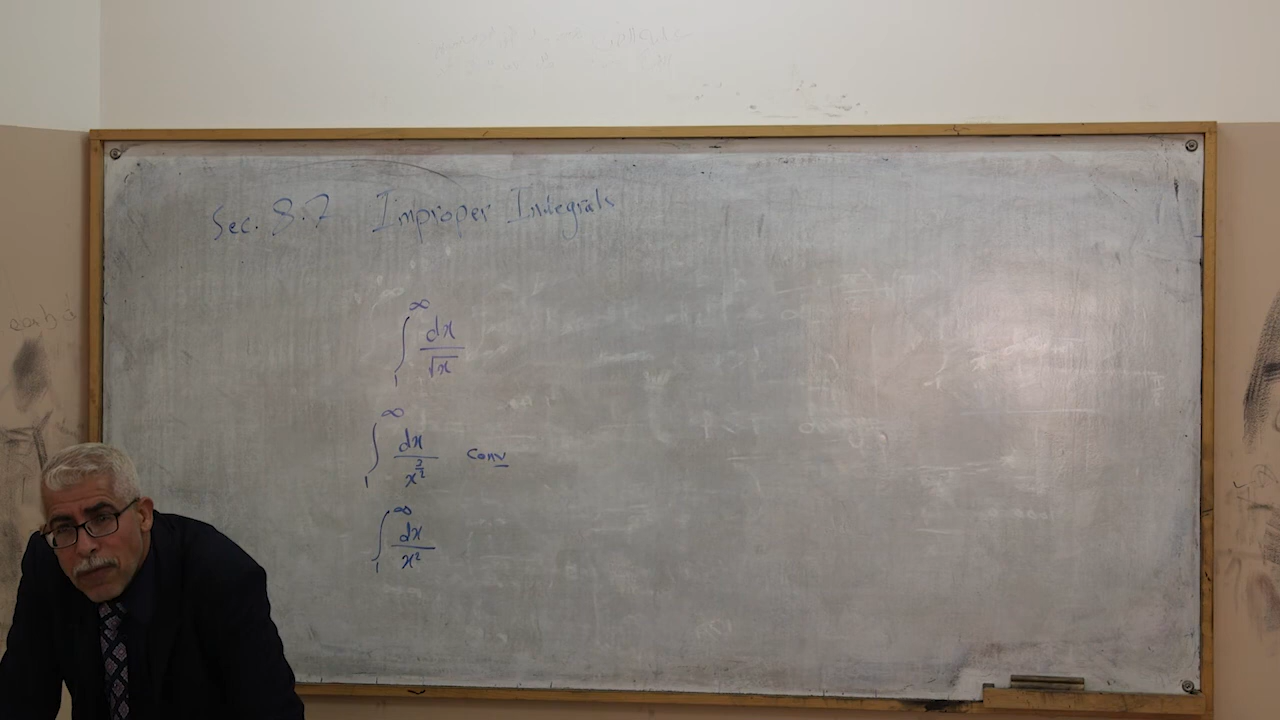 Sec. 8.7 Improper Integrals
∫₁^∞ dx/√x
∫₁^∞ dx/x^(3/2) Conv
∫₁^∞ dx/x²